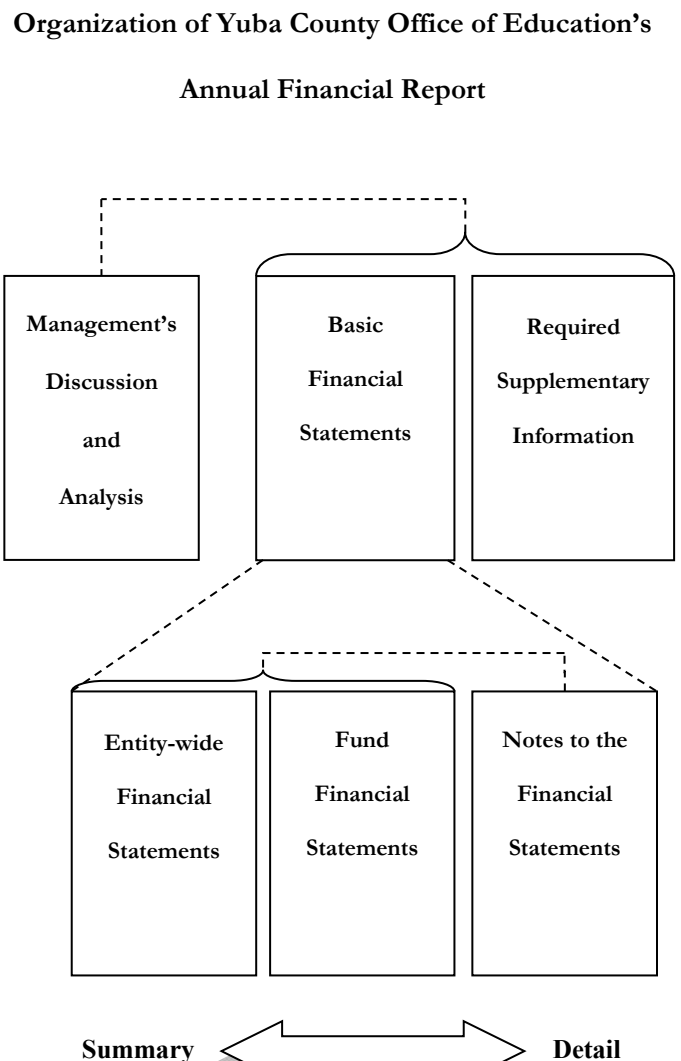 Organization of Yuba County Office of Education's
Annual Financial Report
Management's
Discussion
and
Analysis
Basic
Financial
Statements
Required
Supplementary
Information
Entity-wide
Financial
Statements
Fund
Financial
Statements
Notes to the
Financial
Statements
Summary
Detail